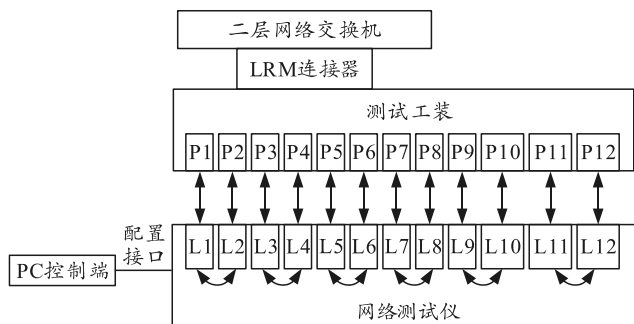 二层网络交换机
LRM连接器
测试工装
P1 P2 P3 P4 P5 P6 P7 P8 P9 P10 P11 P12
配置
接口
L1 L2 L3 L4 L5 L6 L7 L8 L9 L10 L11 L12
PC控制端
网络测试仪